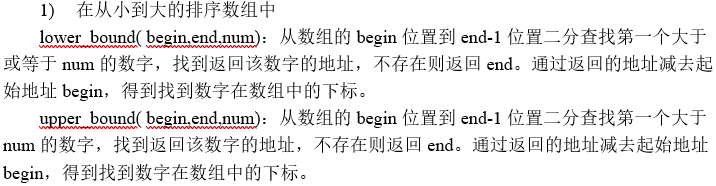 1) 在从小到大的排序数组中
lower_bound( begin,end,num)：从数组的 begin 位置到 end-1 位置二分查找第一个大于
或等于 num 的数字，找到返回该数字的地址，不存在则返回 end。通过返回的地址减去起
始地址 begin，得到找到数字在数组中的下标。
upper_bound( begin,end,num)：从数组的 begin 位置到 end-1 位置二分查找第一个大于
num 的数字，找到返回该数字的地址，不存在则返回 end。通过返回的地址减去起始地址
begin，得到找到数字在数组中的下标。